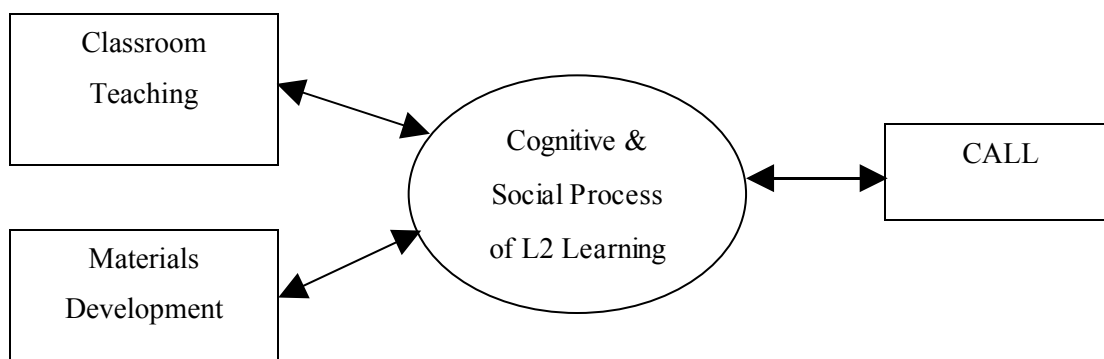 Classroom
Teaching
Cognitive &
Social Process
of L2 Learning
CALL
Materials
Development